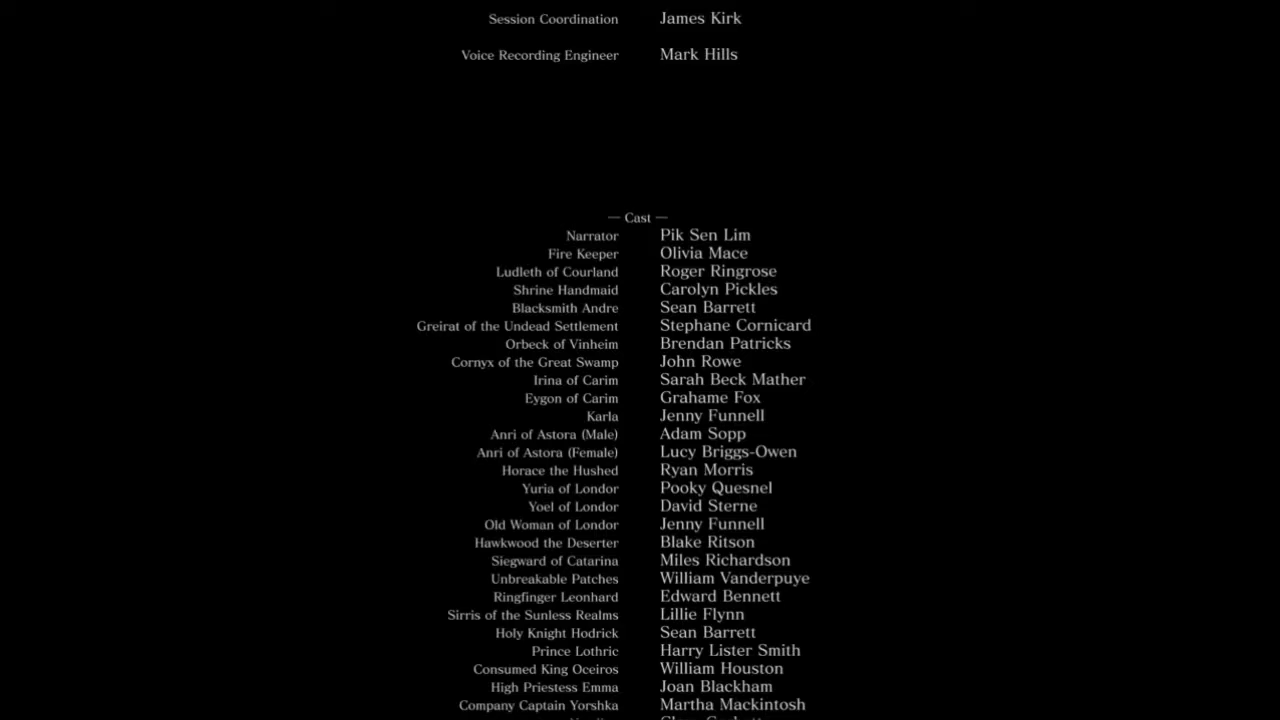 Session Coordination James Kirk
Voice Recording Engineer Mark Hills
— Cast —
Narrator Pik Sen Lim
Fire Keeper Olivia Mace
Ludleth of Courland Roger Ringrose
Shrine Handmaid Carolyn Pickles
Blacksmith Andre Sean Barrett
Greirat of the Undead Settlement Stephane Cornicard
Orbeck of Vinheim Brendan Patricks
Cornyx of the Great Swamp John Rowe
Irina of Carim Sarah Beck Mather
Eygon of Carim Grahame Fox
Karla Jenny Funnell
Anri of Astora (Male) Adam Sopp
Anri of Astora (Female) Lucy Briggs-Owen
Horace the Hushed Ryan Morris
Yuria of Londor Pooky Quesnel
Yoel of Londor David Sterne
Old Woman of Londor Jenny Funnell
Hawkwood the Deserter Blake Ritson
Siegward of Catarina Miles Richardson
Unbreakable Patches William Vanderpuye
Ringfinger Leonhard Edward Bennett
Sirris of the Sunless Realms Lillie Flynn
Holy Knight Hodrick Sean Barrett
Prince Lothric Harry Lister Smith
Consumed King Oceiros William Houston
High Priestess Emma Joan Blackham
Company Captain Yorshka Martha Mackintosh